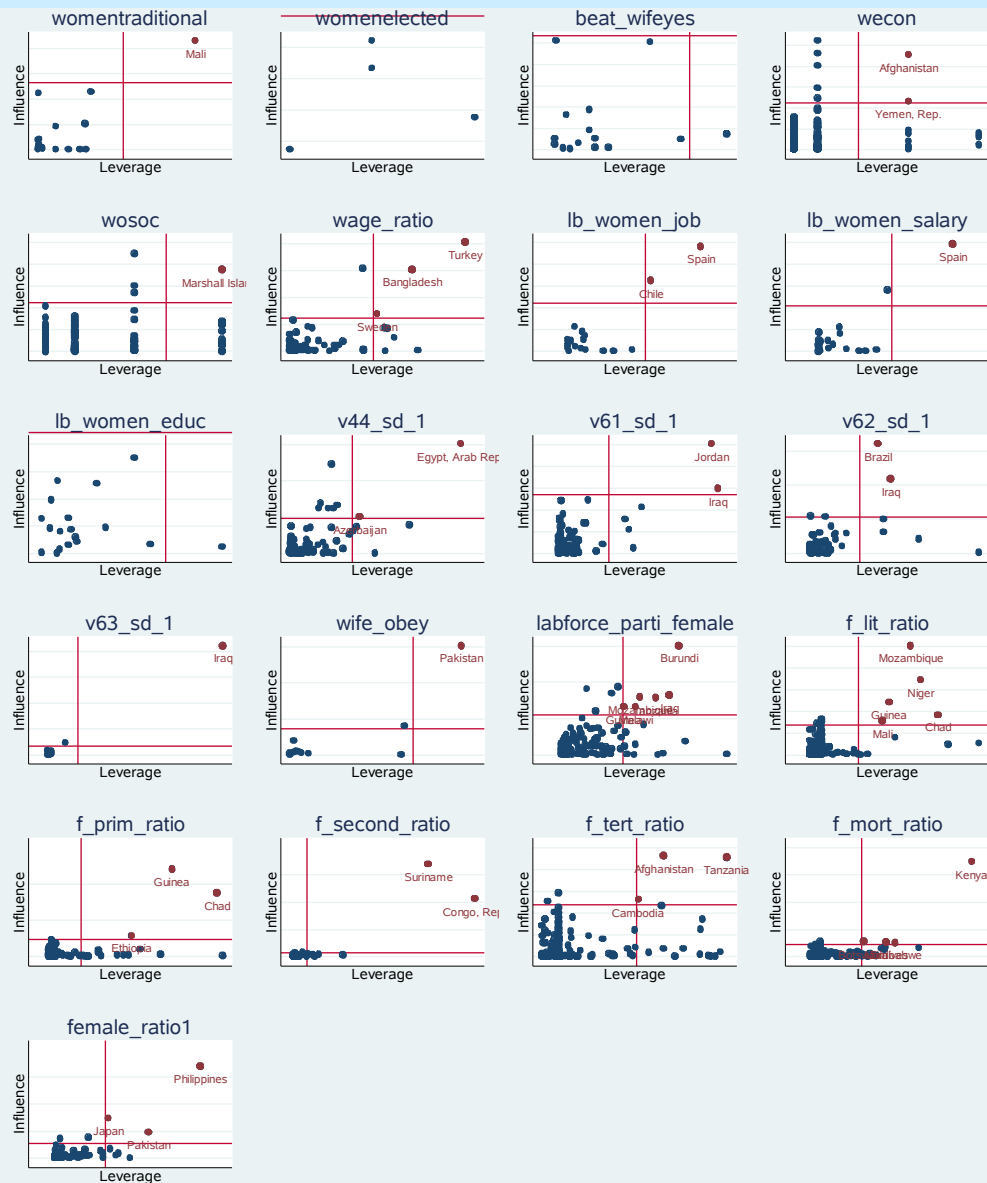 womentraditional
womenelected
beat_wifeyes
wecon
Influence
Mali
Leverage
Influence
Leverage
Influence
Leverage
Influence
Afghanistan
Yemen, Rep.
Leverage
wosoc
wage_ratio
lb_women_job
lb_women_salary
Influence
Marshall Islar
Leverage
Influence
Turkey
Bangladesh
Sweden
Leverage
Influence
Spain
Chile
Leverage
Influence
Spain
Leverage
lb_women_educ
v44_sd_1
v61_sd_1
v62_sd_1
Influence
Leverage
Influence
Egypt, Arab Rep
Azerbaijan
Leverage
Influence
Jordan
Iraq
Leverage
Influence
Brazil
Iraq
Leverage
v63_sd_1
wife_obey
labforce_parti_female
f_lit_ratio
Influence
Iraq
Leverage
Influence
Pakistan
Leverage
Influence
Burundi
Leverage
Influence
Mozambique
Niger
Guinea
Chad
Mali
Leverage
f_prim_ratio
f_second_ratio
f_tert_ratio
f_mort_ratio
Influence
Guinea
Chad
Ethiopia
Leverage
Influence
Suriname
Congo, Rep
Leverage
Influence
Afghanistan
Tanzania
Cambodia
Leverage
Influence
Kenya
Leverage
female_ratio1
Influence
Philippines
Japan
Pakistan
Leverage